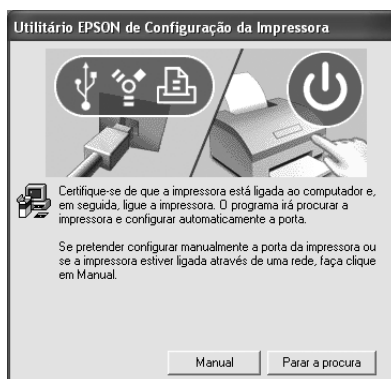 Utilitário EPSON de Configuração da Impressora
Certifique-se de que a impressora está ligada ao computador e,
em seguida, ligue a impressora. O programa irá procurar a
impressora e configurar automaticamente a porta.
Se pretender configurar manualmente a porta da impressora ou
se a impressora estiver ligada através de uma rede, faça clique
em Manual.
Manual
Parar a procura